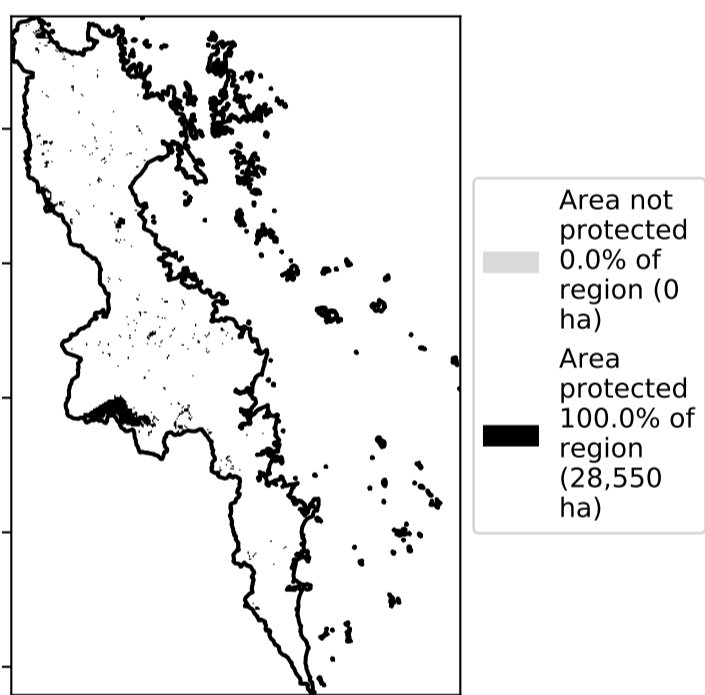 Area not
protected
0.0% of
region (0
ha)
Area
protected
100.0% of
region
(28,550
ha)